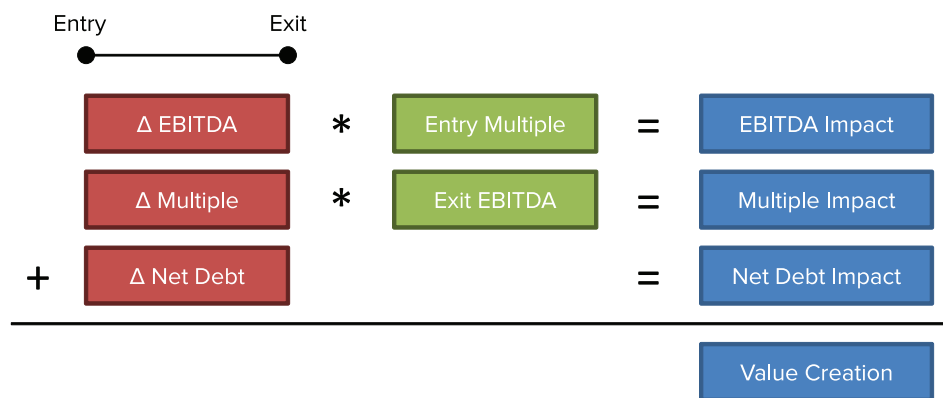 Entry Exit
Δ EBITDA * Entry Multiple = EBITDA Impact
Δ Multiple * Exit EBITDA = Multiple Impact
+ Δ Net Debt = Net Debt Impact
Value Creation